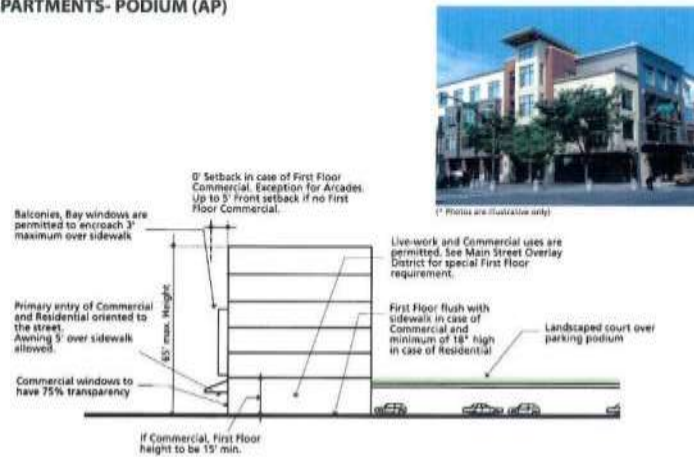 PARTMENTS- PODIUM (AP)
(* Photos are illustrative only)
0' Setback in case of First Floor
Commercial. Exception for Arcades.
Up to 5' Front setback if no First
Floor Commercial.
Balconies, Bay windows are
permitted to encroach 3'
maximum over sidewalk
Live-work and Commercial uses are
permitted. See Main Street Overlay
District for special First Floor
requirement.
65' max. Height
Primary entry of Commercial
and Residential oriented to
the street.
Awning 5' over sidewalk
allowed.
First Floor flush with
sidewalk in case of
Commercial and
minimum of 18" high
in case of Residential
Landscaped court over
parking podium
Commercial windows to
have 75% transparency
If Commercial, First Floor
height to be 15' min.